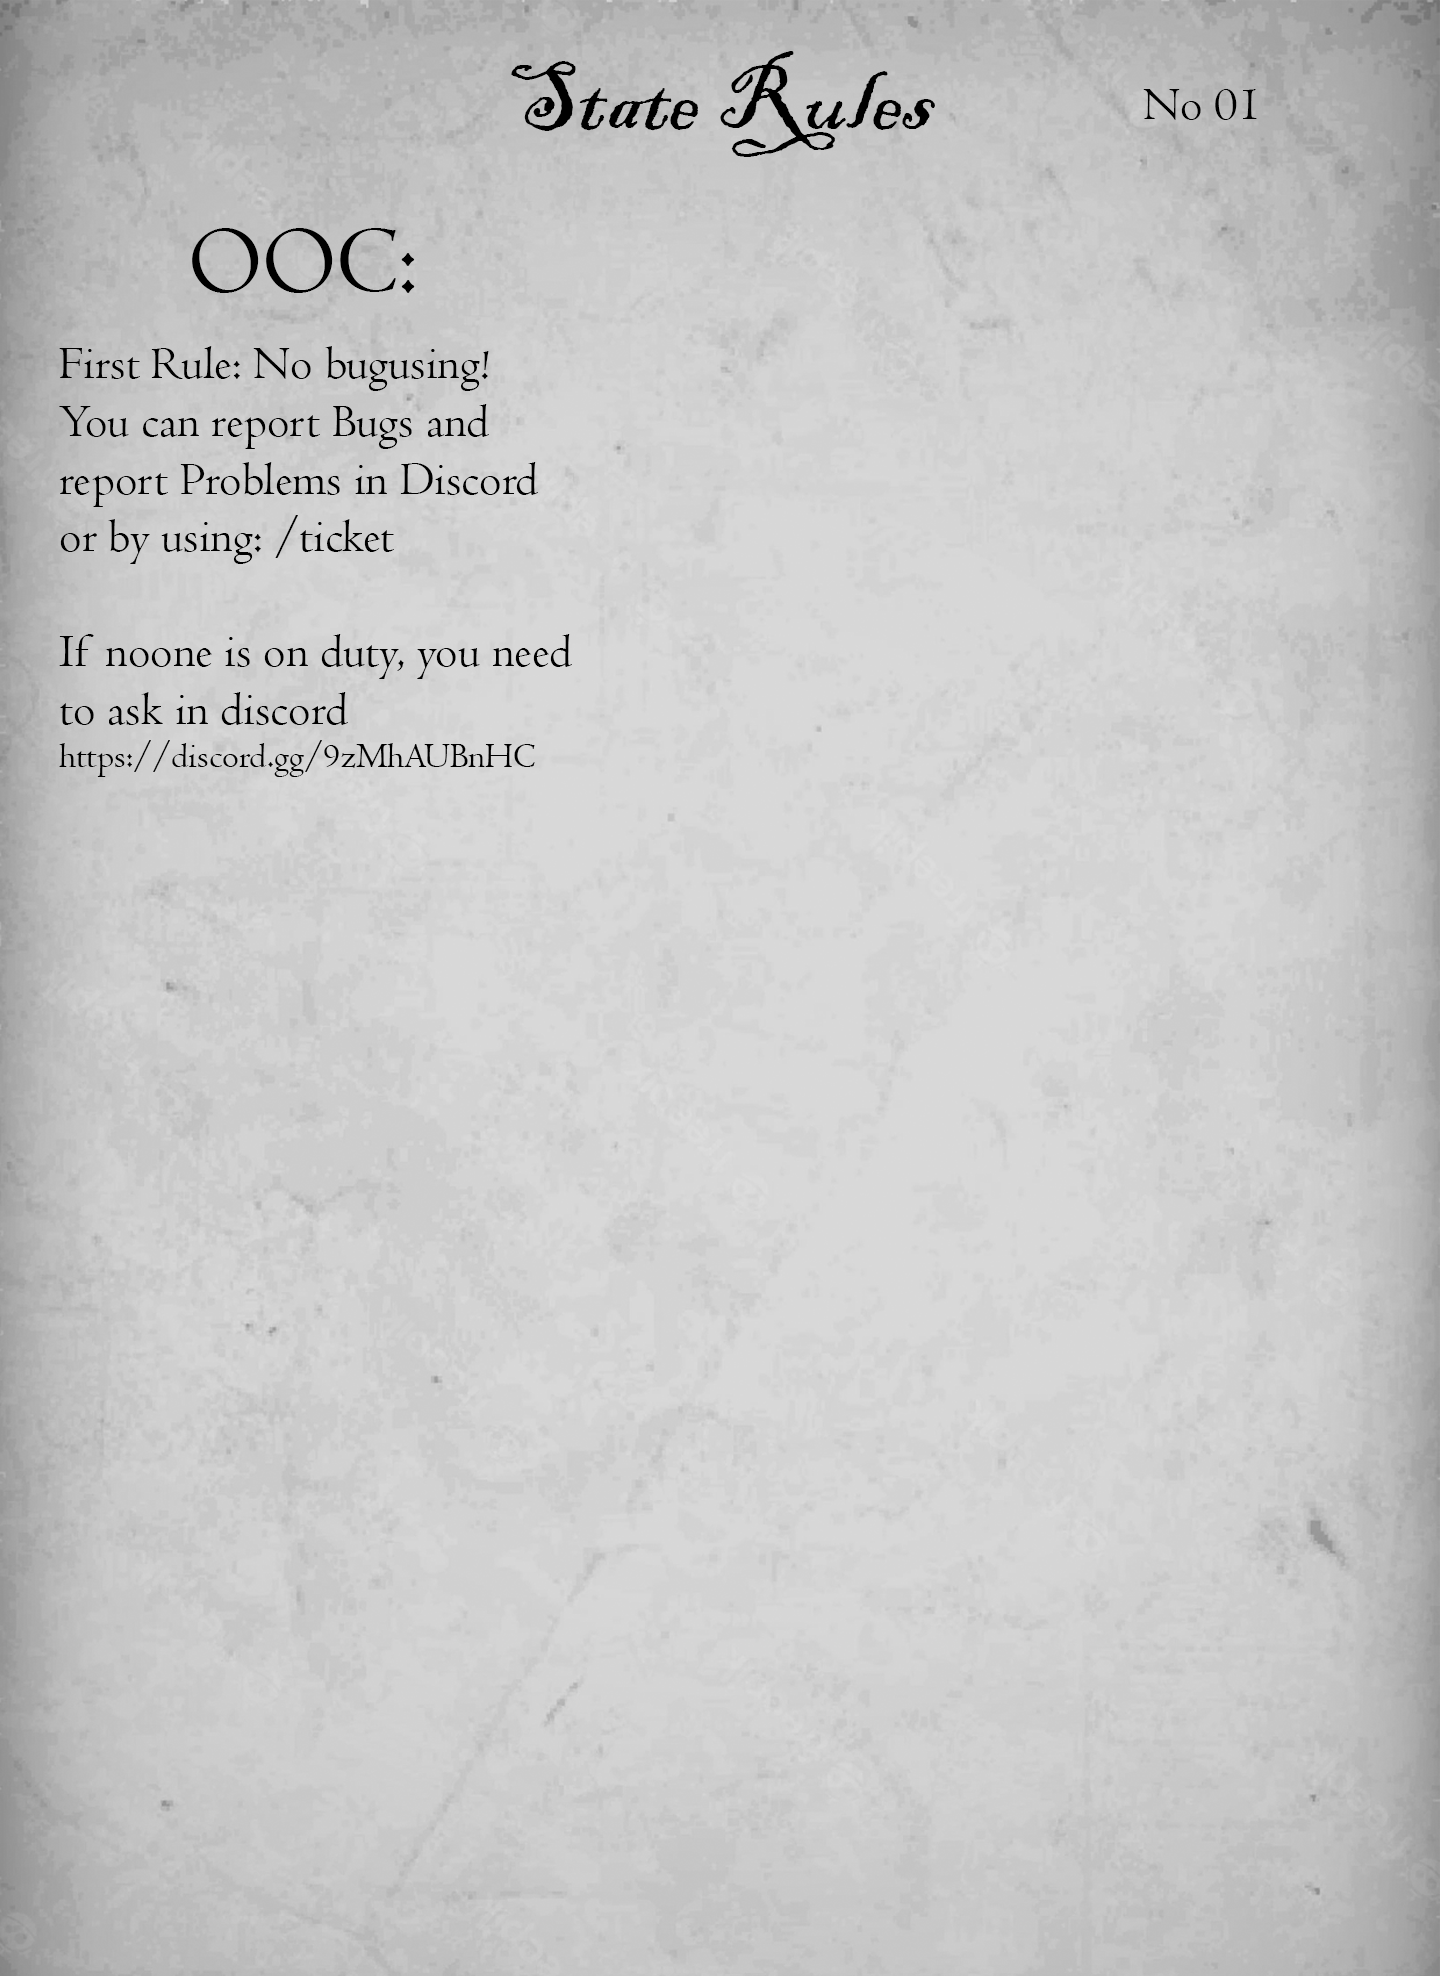 State Rules
No 01
OOC:
First Rule: No bugusing!
You can report Bugs and
report Problems in Discord
or by using: /ticket
If noone is on duty, you need
to ask in discord
https://discord.gg/9zMhAUBnHC